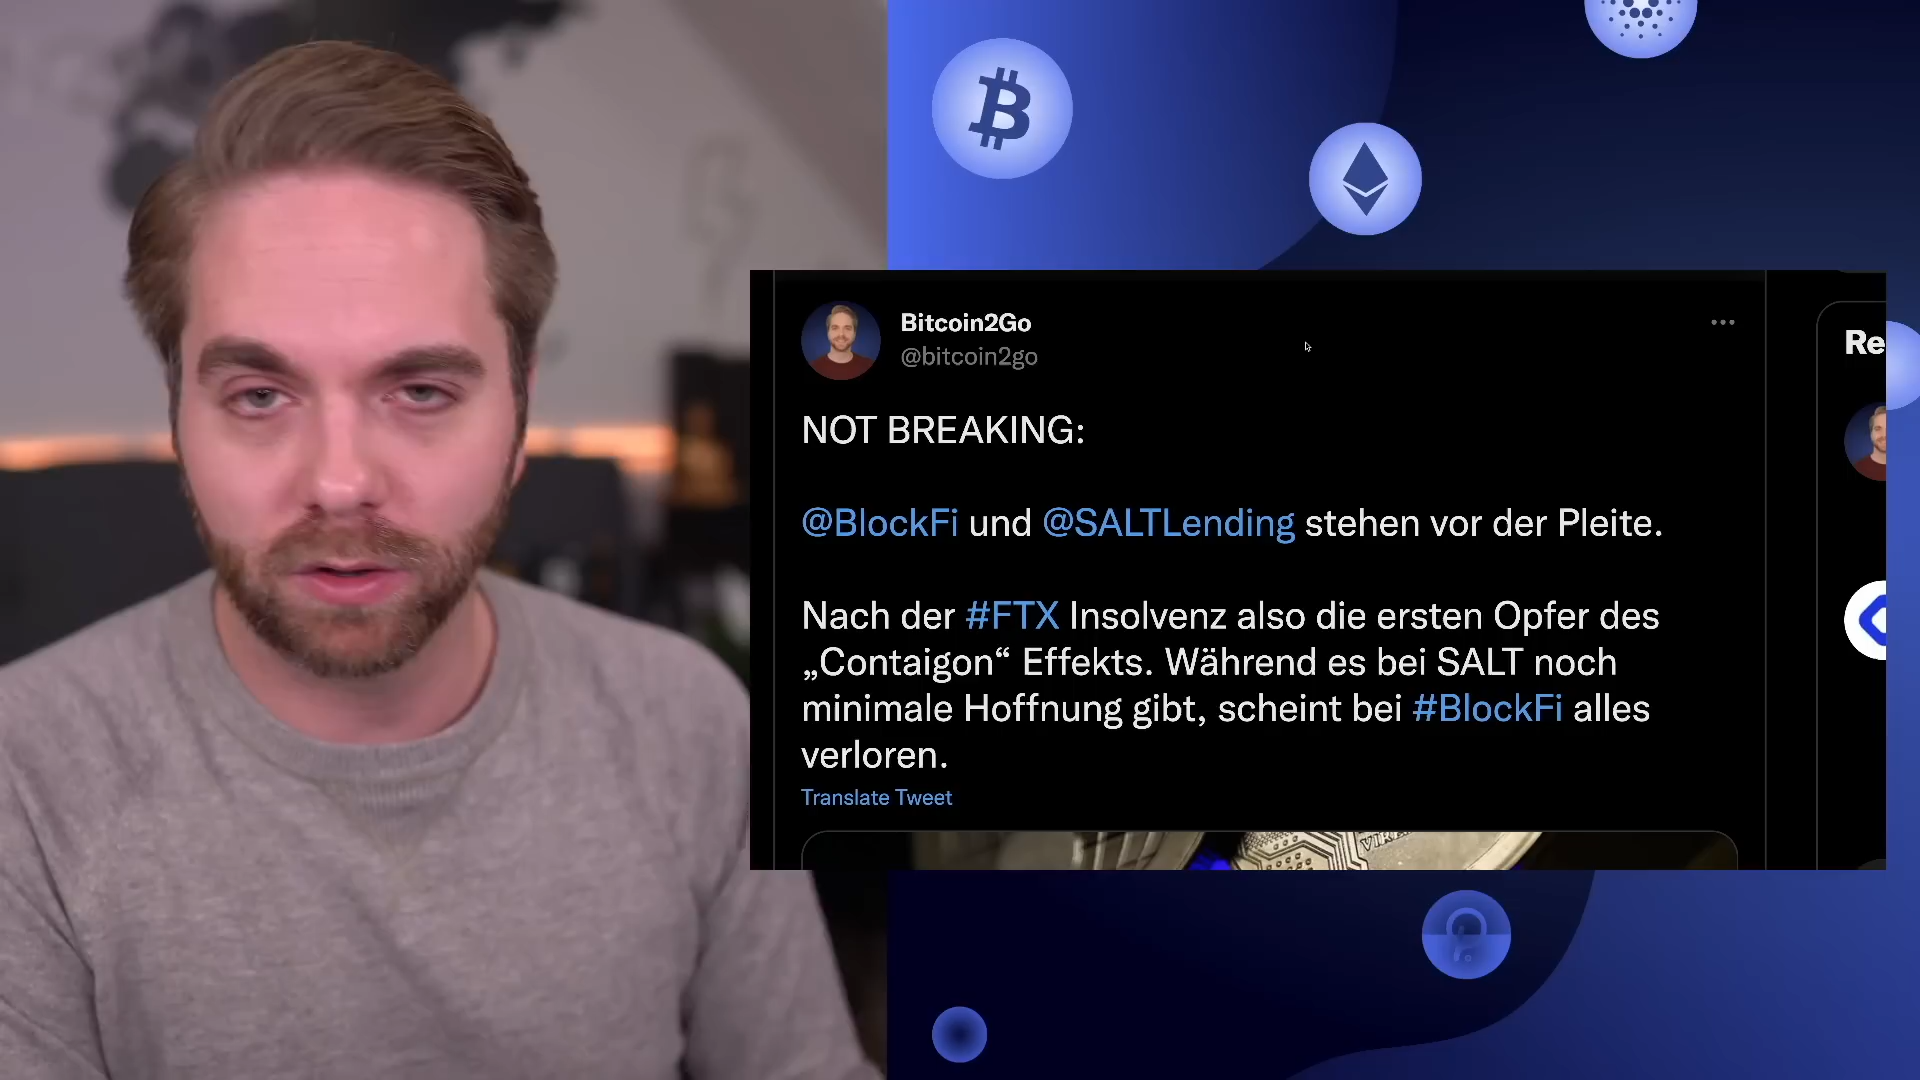 Bitcoin2Go
@bitcoin2go
Re
NOT BREAKING:
@BlockFi und @SALTLending stehen vor der Pleite.
Nach der #FTX Insolvenz also die ersten Opfer des
„Contaigon“ Effekts. Während es bei SALT noch
minimale Hoffnung gibt, scheint bei #BlockFi alles
verloren.
Translate Tweet